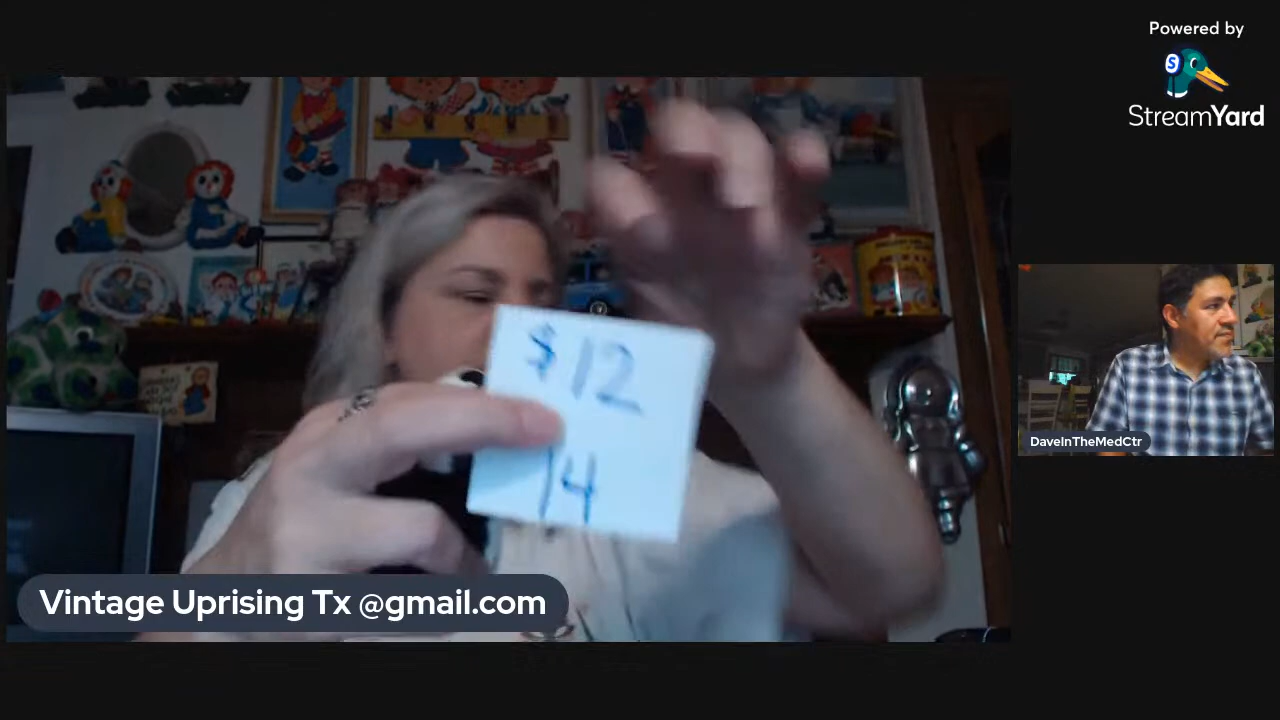 Powered by
S
StreamYard
$12
14
DaveInTheMedCtr
Vintage Uprising Tx @gmail.com